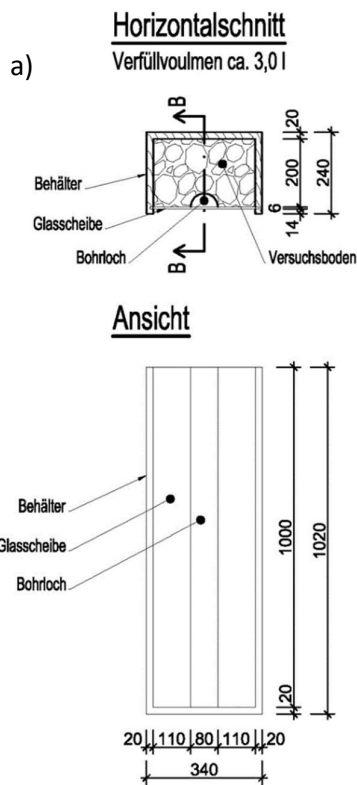 Horizontalschnitt
a)
Verfüllvoulmen ca. 3,0 l
B
20
Behälter
200
240
Glasscheibe
6
14
Bohrloch
B
Versuchsboden
Ansicht
Behälter
Glasscheibe
Bohrloch
1000
1020
20
20 110 80 110 20
340